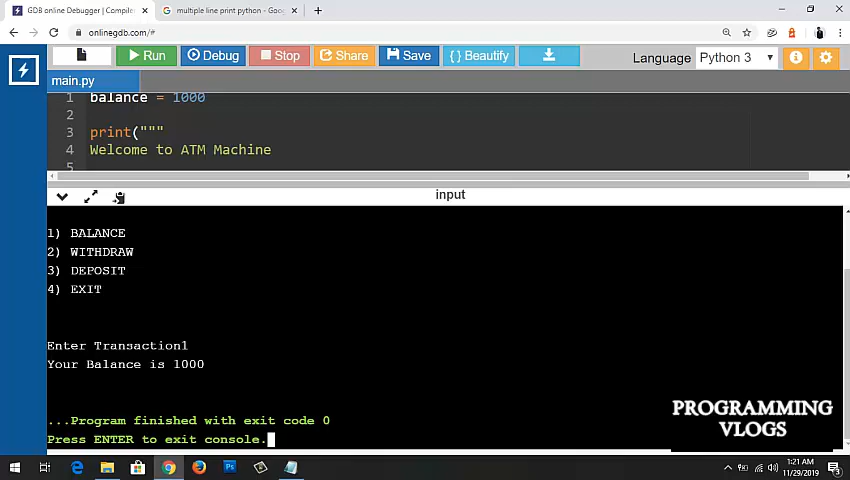 GDB online Debugger | Compiler
multiple line print python - Goo
onlinegdb.com/#
Run
Debug
Stop
Share
Save
{ } Beautify
Language
Python 3
main.py
1 balance = 1000
2
3 print("""
4 Welcome to ATM Machine
5
input
1) BALANCE
2) WITHDRAW
3) DEPOSIT
4) EXIT
Enter Transaction1
Your Balance is 1000
...Program finished with exit code 0
Press ENTER to exit console.
PROGRAMMING
VLOGS
1:21 AM
11/29/2019